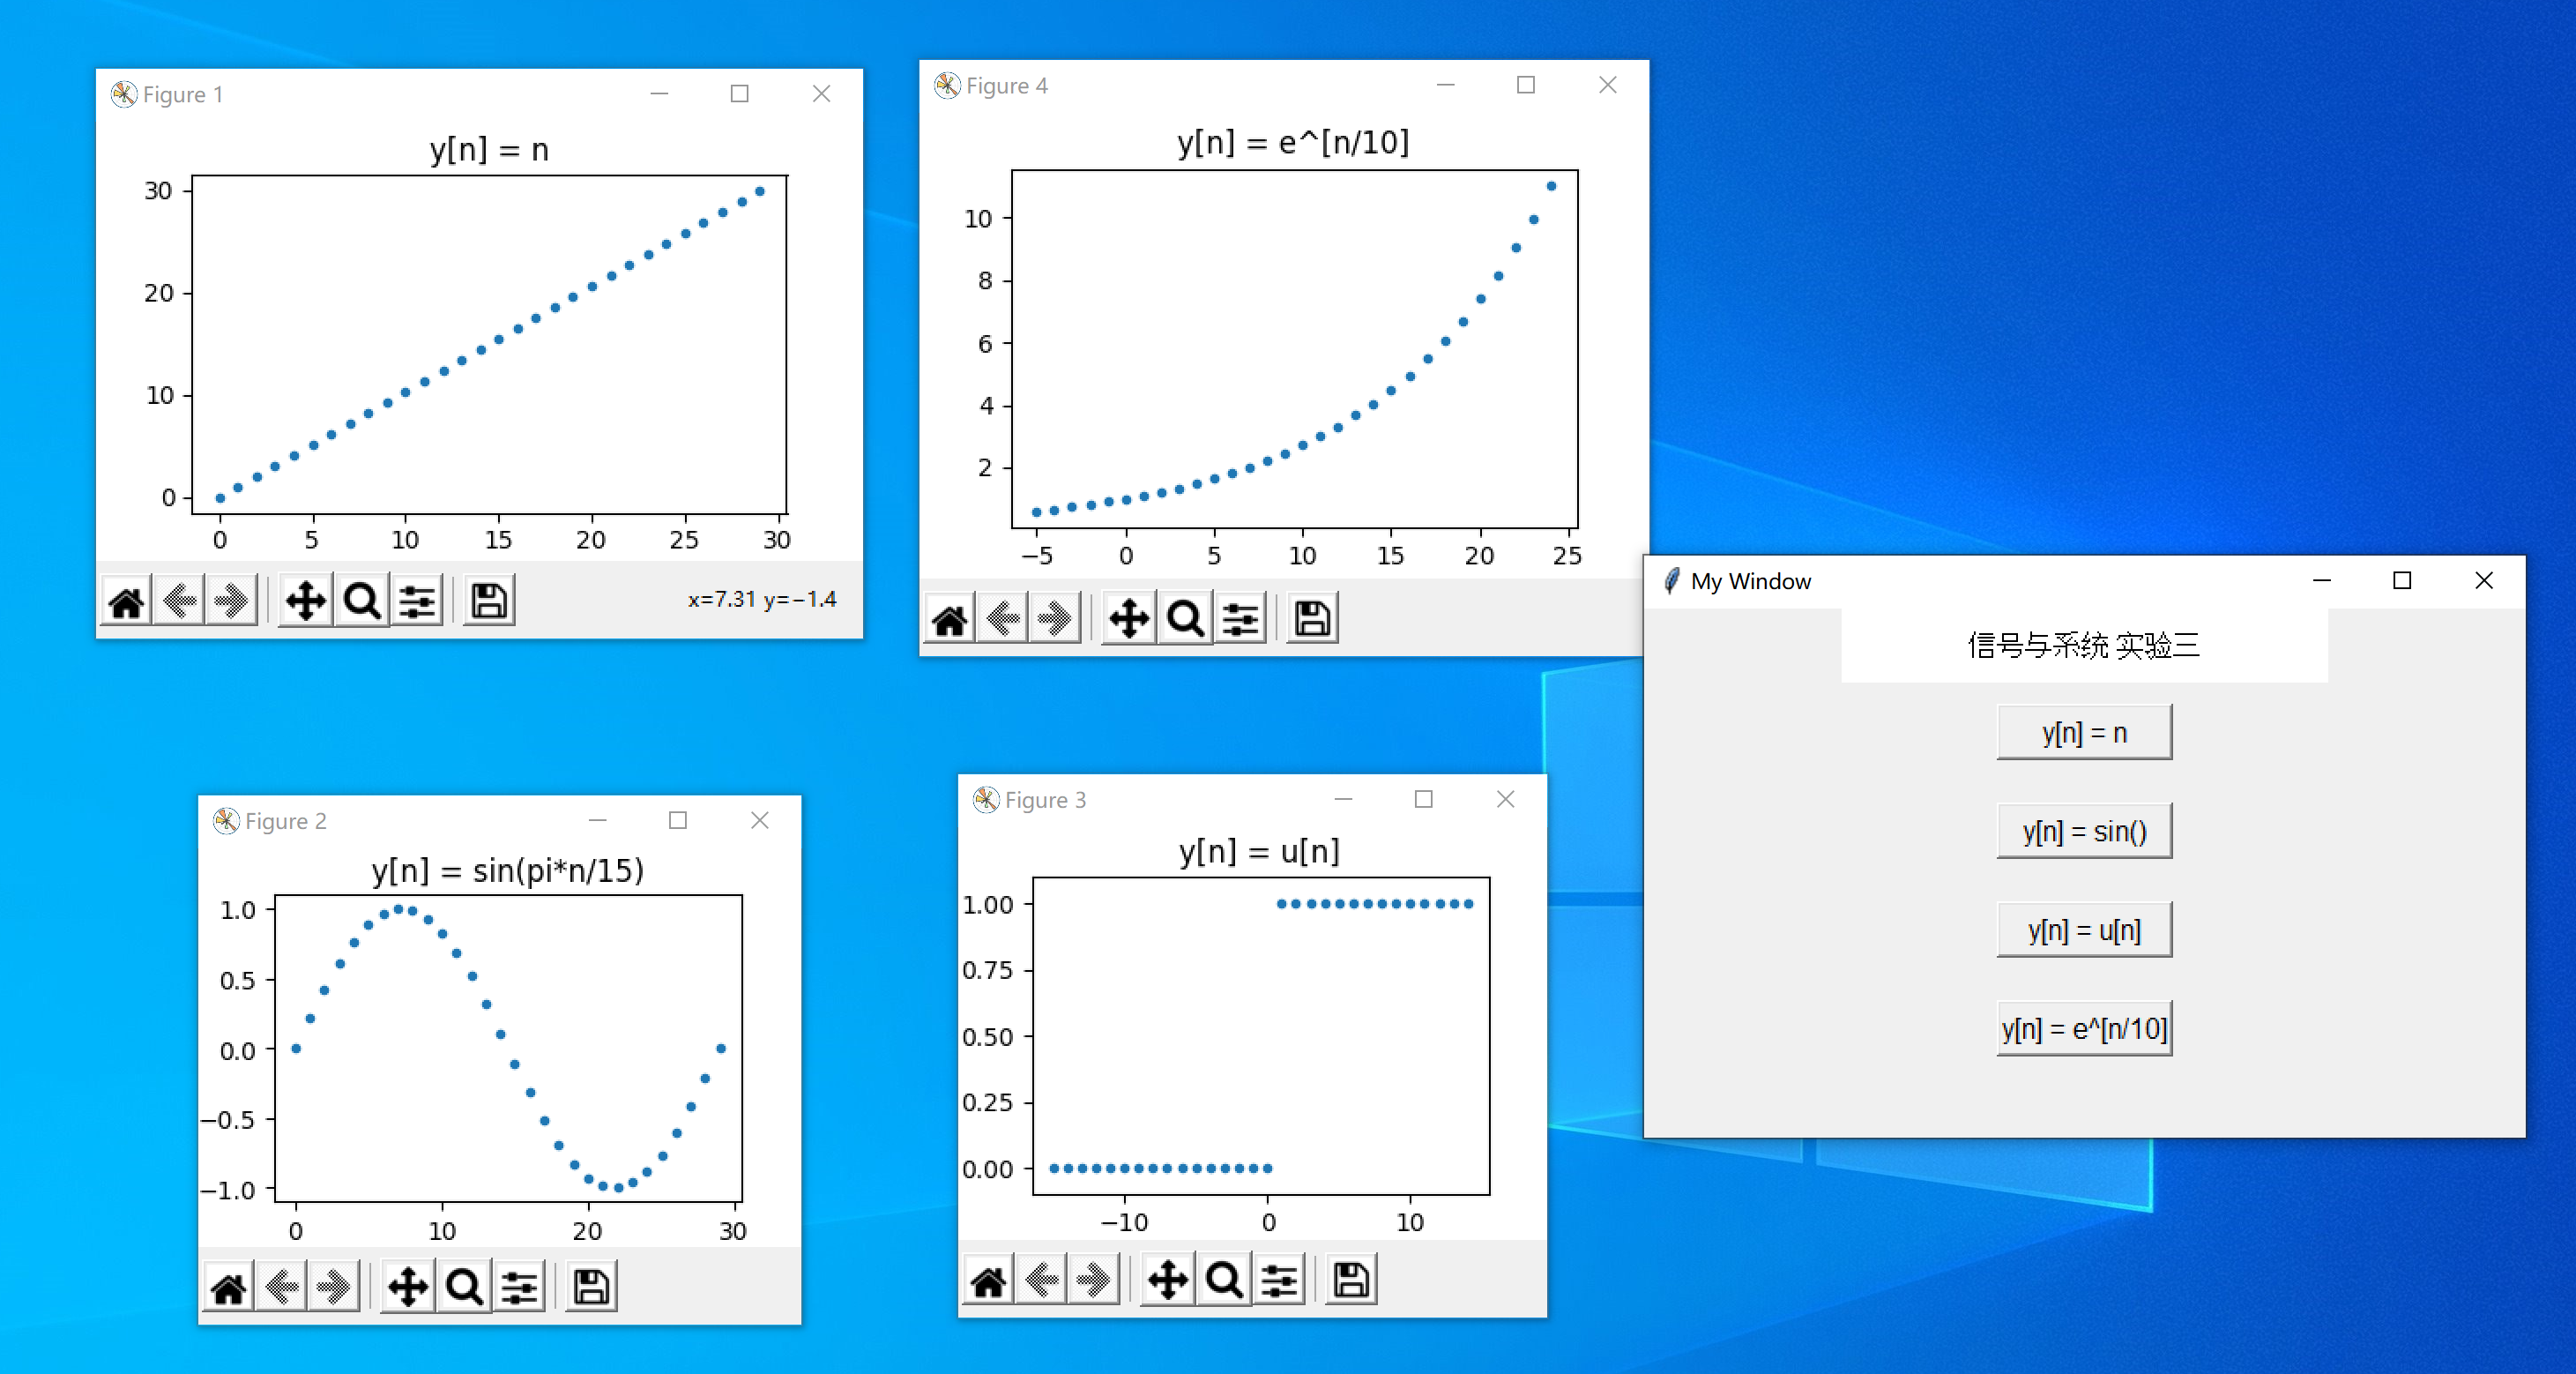 Figure 1
y[n] = n
30
20
10
0
0 5 10 15 20 25 30
x=7.31 y=−1.4
Figure 4
y[n] = e^[n/10]
10
8
6
4
2
−5 0 5 10 15 20 25
My Window
信号与系统 实验三
y[n] = n
y[n] = sin()
y[n] = u[n]
y[n] = e^[n/10]
Figure 2
y[n] = sin(pi*n/15)
1.0
0.5
0.0
−0.5
−1.0
0 10 20 30
Figure 3
y[n] = u[n]
1.00
0.75
0.50
0.25
0.00
−10 0 10